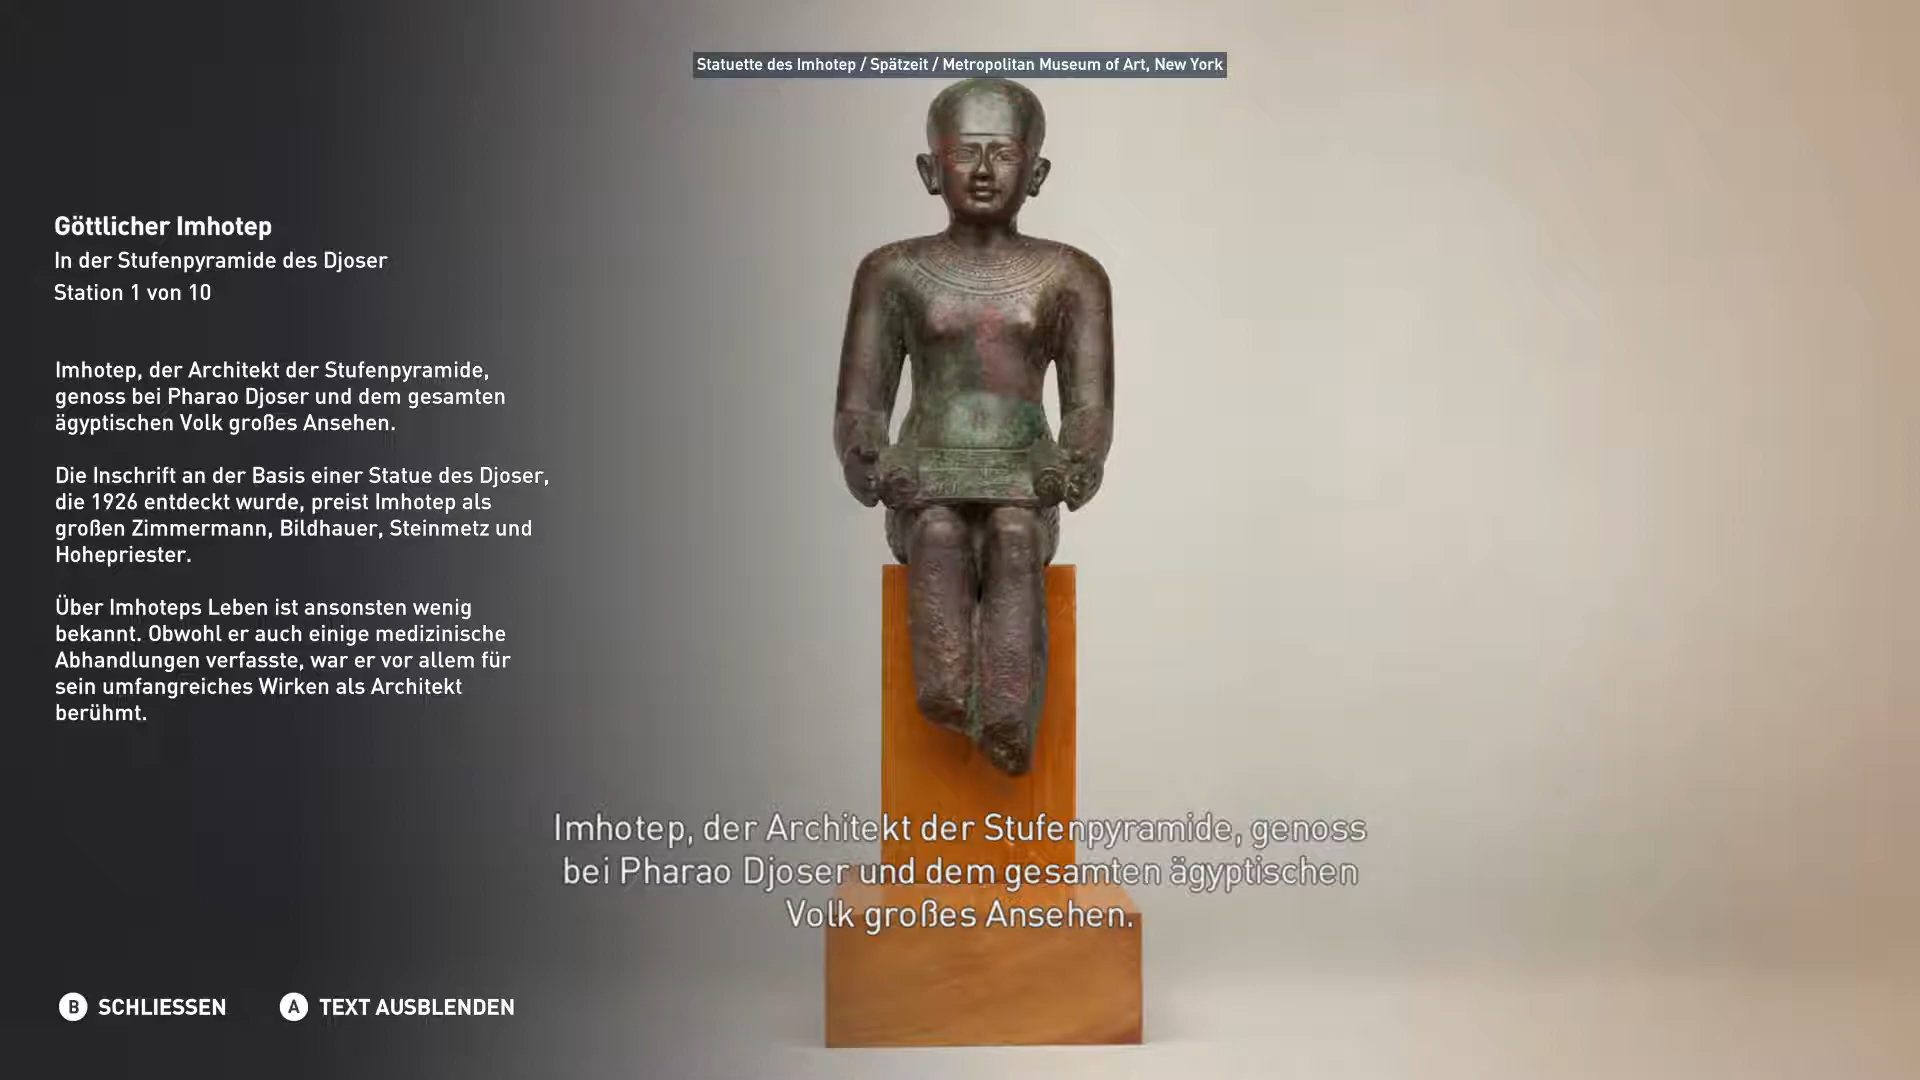 Statuette des Imhotep / Spätzeit / Metropolitan Museum of Art, New York
Göttlicher Imhotep
In der Stufenpyramide des Djoser
Station 1 von 10
Imhotep, der Architekt der Stufenpyramide,
genoss bei Pharao Djoser und dem gesamten
ägyptischen Volk großes Ansehen.
Die Inschrift an der Basis einer Statue des Djoser,
die 1926 entdeckt wurde, preist Imhotep als
großen Zimmermann, Bildhauer, Steinmetz und
Hohepriester.
Über Imhoteps Leben ist ansonsten wenig
bekannt. Obwohl er auch einige medizinische
Abhandlungen verfasste, war er vor allem für
sein umfangreiches Wirken als Architekt
berühmt.
Imhotep, der Architekt der Stufenpyramide, genoss
bei Pharao Djoser und dem gesamten ägyptischen
Volk großes Ansehen.
B SCHLIESSEN A TEXT AUSBLENDEN